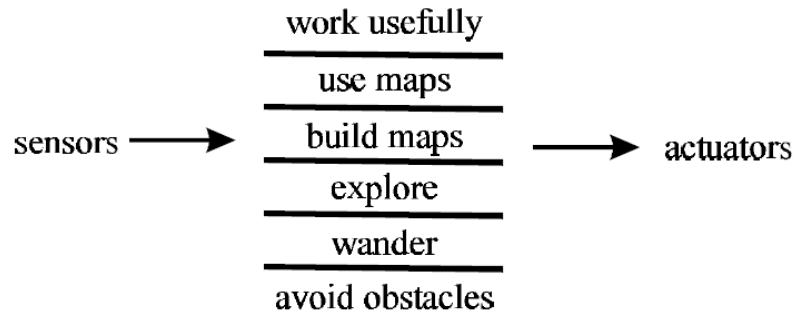 work usefully
use maps
sensors
build maps
actuators
explore
wander
avoid obstacles